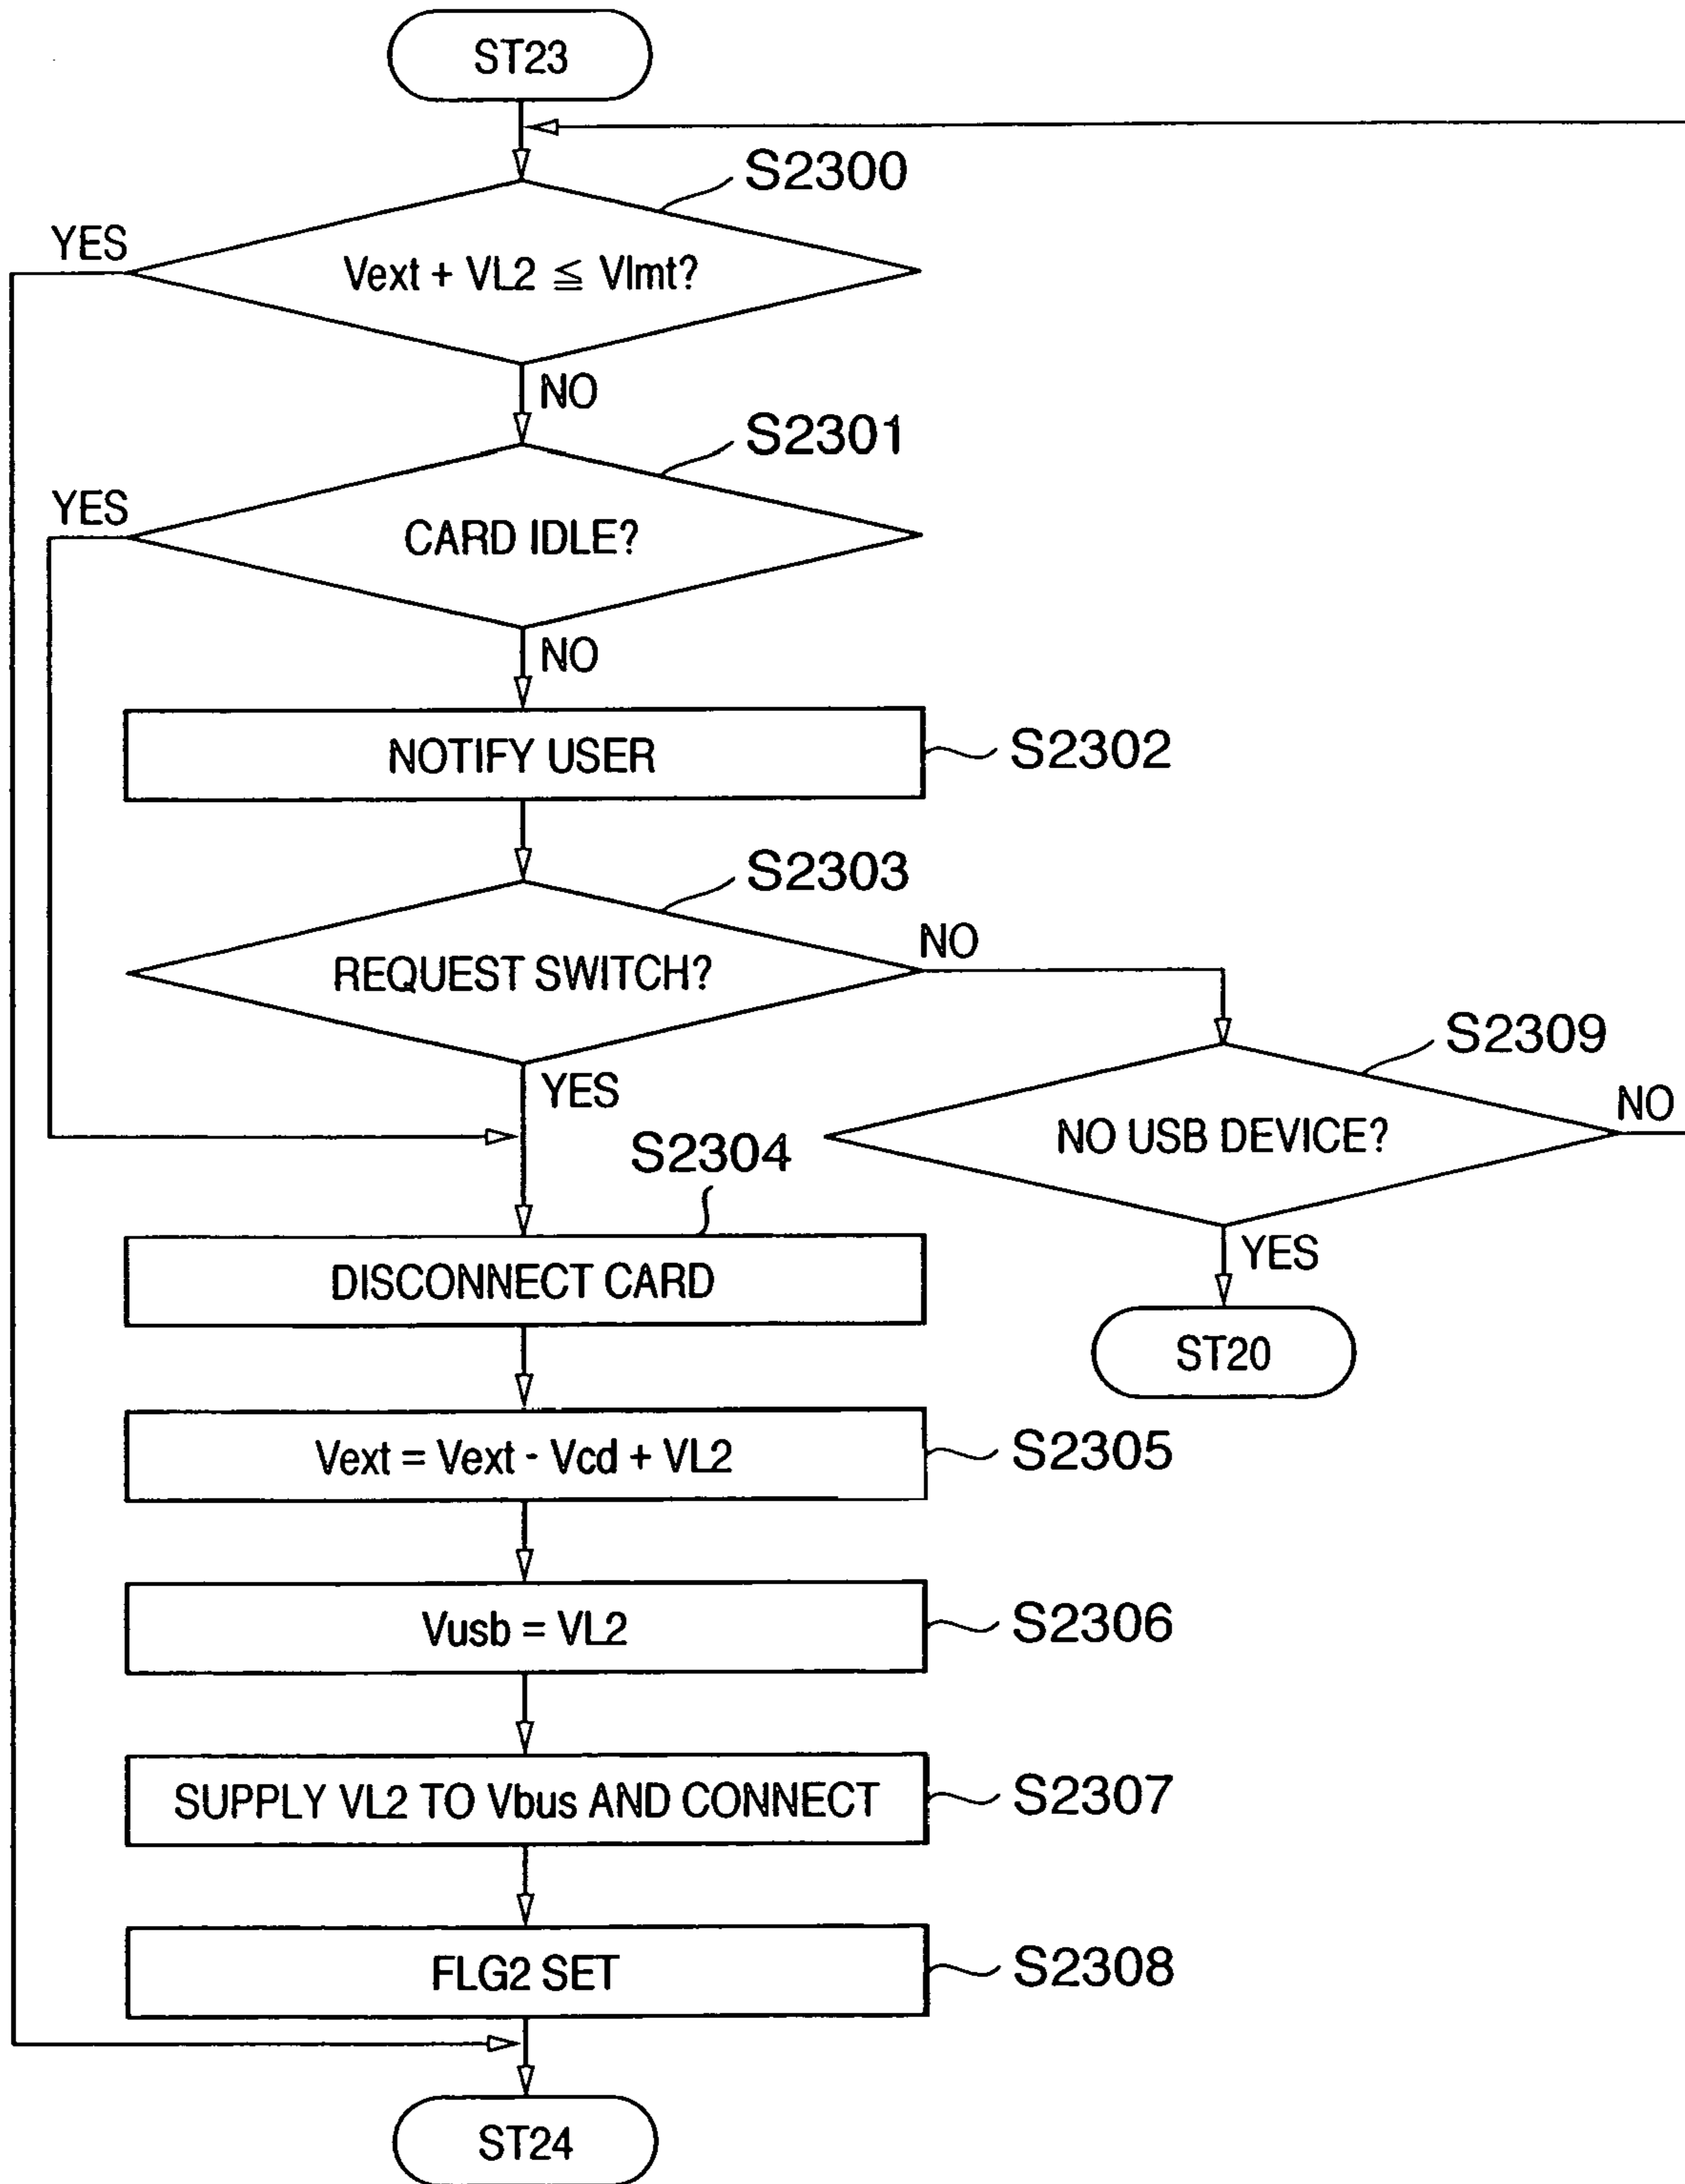 ST23
S2300
YES
Vext + VL2 ≦ Vlmt?
NO
S2301
YES
CARD IDLE?
NO
NOTIFY USER
S2302
S2303
REQUEST SWITCH?
NO
YES
S2309
NO USB DEVICE?
NO
YES
ST20
S2304
DISCONNECT CARD
Vext = Vext - Vcd + VL2
S2305
Vusb = VL2
S2306
SUPPLY VL2 TO Vbus AND CONNECT
S2307
FLG2 SET
S2308
ST24